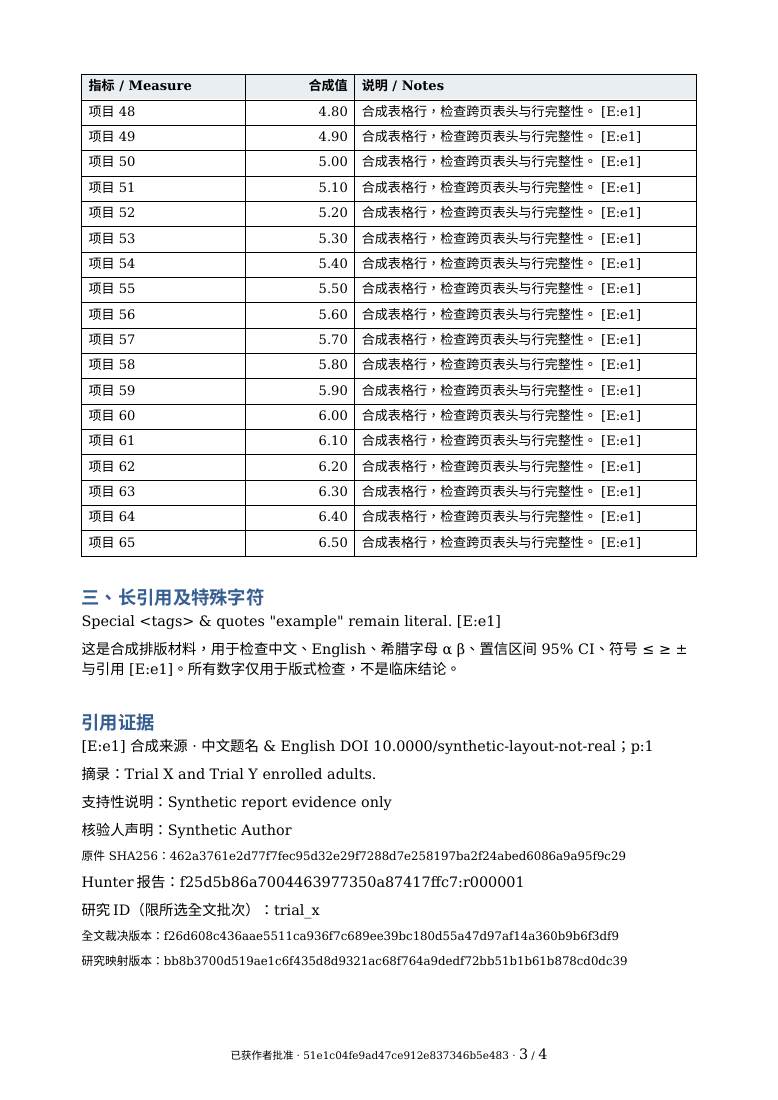 指标 / Measure 合成值 说明 / Notes
项目 48 4.80 合成表格行，检查跨页表头与行完整性。 [E:e1]
项目 49 4.90 合成表格行，检查跨页表头与行完整性。 [E:e1]
项目 50 5.00 合成表格行，检查跨页表头与行完整性。 [E:e1]
项目 51 5.10 合成表格行，检查跨页表头与行完整性。 [E:e1]
项目 52 5.20 合成表格行，检查跨页表头与行完整性。 [E:e1]
项目 53 5.30 合成表格行，检查跨页表头与行完整性。 [E:e1]
项目 54 5.40 合成表格行，检查跨页表头与行完整性。 [E:e1]
项目 55 5.50 合成表格行，检查跨页表头与行完整性。 [E:e1]
项目 56 5.60 合成表格行，检查跨页表头与行完整性。 [E:e1]
项目 57 5.70 合成表格行，检查跨页表头与行完整性。 [E:e1]
项目 58 5.80 合成表格行，检查跨页表头与行完整性。 [E:e1]
项目 59 5.90 合成表格行，检查跨页表头与行完整性。 [E:e1]
项目 60 6.00 合成表格行，检查跨页表头与行完整性。 [E:e1]
项目 61 6.10 合成表格行，检查跨页表头与行完整性。 [E:e1]
项目 62 6.20 合成表格行，检查跨页表头与行完整性。 [E:e1]
项目 63 6.30 合成表格行，检查跨页表头与行完整性。 [E:e1]
项目 64 6.40 合成表格行，检查跨页表头与行完整性。 [E:e1]
项目 65 6.50 合成表格行，检查跨页表头与行完整性。 [E:e1]
三、长引用及特殊字符
Special <tags> & quotes "example" remain literal. [E:e1]
这是合成排版材料，用于检查中文、English、希腊字母 α β、置信区间 95% CI、符号 ≤ ≥ ±
与引用 [E:e1]。所有数字仅用于版式检查，不是临床结论。
引用证据
[E:e1] 合成来源 · 中文题名 & English DOI 10.0000/synthetic-layout-not-real；p:1
摘录：Trial X and Trial Y enrolled adults.
支持性说明：Synthetic report evidence only
核验人声明：Synthetic Author
原件 SHA256：462a3761e2d77f7fec95d32e29f7288d7e258197ba2f24abed6086a9a95f9c29
Hunter 报告：f25d5b86a7004463977350a87417ffc7:r000001
研究 ID（限所选全文批次）：trial_x
全文裁决版本：f26d608c436aae5511ca936f7c689ee39bc180d55a47d97af14a360b9b6f3df9
研究映射版本：bb8b3700d519ae1c6f435d8d9321ac68f764a9dedf72bb51b1b61b878cd0dc39
已获作者批准 · 51e1c04fe9ad47ce912e837346b5e483 · 3 / 4